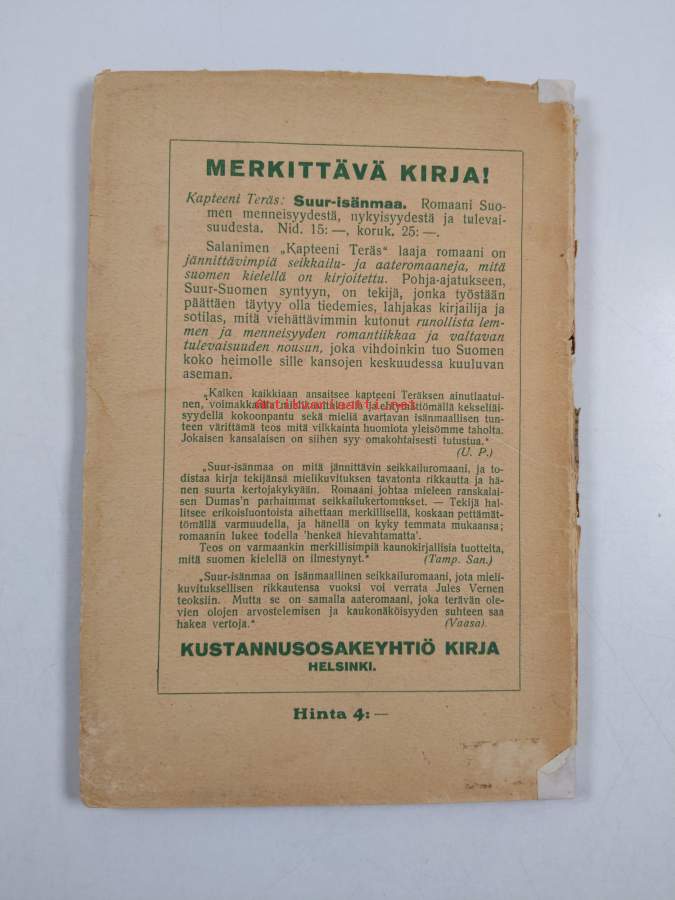 MERKITTÄVÄ KIRJA!
Kapteeni Teräs: Suur-isänmaa. Romaani Suo-
men menneisyydestä, nykyisyydestä ja tulevai-
suudesta. Nid. 15: —, koruk. 25: —.
Salanimen „Kapteeni Teräs“ laaja romaani on
jännittävimpiä seikkailu- ja aateromaaneja, mitä
suomen kielellä on kirjoitettu. Pohja-ajatukseen,
Suur-Suomen syntyyn, on tekijä, jonka työstään
päättäen täytyy olla tiedemies, lahjakas kirjailija ja
sotilas, mitä viehättävimmin kutonut runollista lem-
men ja menneisyyden romantiikkaa ja valtavan
tulevaisuuden nousun, joka vihdoinkin tuo Suomen
koko heimolle sille kansojen keskuudessa kuuluvan
aseman.
„Kaiken kaikkiaan ansaitsee kapteeni Teräksen ainutlaatui-
nen, voimakkaalla ja ehtymättömällä kekseliäi-
antikvariaatti.net
syydellä kokoonpantu sekä mieliä avartavan isänmaallisen tun-
teen värittämä teos mitä vilkkainta huomiota yleisömme taholta.
Jokaisen kansalaisen on siihen syy omakohtaisesti tutustua.“
(U. P.)
„Suur-isänmaa on mitä jännittävin seikkailuromaani, ja to-
distaa kirja tekijänsä mielikuvituksen tavatonta rikkautta ja hä-
nen suurta kertojakykyään. Romaani johtaa mieleen ranskalai-
sen Dumas'n parhaimmat seikkailukertomukset. — Tekijä hal-
litsee erikoisluontoista aihettaan merkillisellä, koskaan pettämät-
tömällä varmuudella, ja hänellä on kyky temmata mukaansa;
romaanin lukee todella 'henkeä hievahtamatta'.
Teos on varmaankin merkillisimpiä kaunokirjallisia tuotteita,
mitä suomen kielellä on ilmestynyt.“ (Tamp. San.)
„Suur-isänmaa on isänmaallinen seikkailuromaani, jota mieli-
kuvituksellisen rikkautensa vuoksi voi verrata Jules Vernen
teoksiin. Mutta se on samalla aateromaani, joka terävän ole-
vien olojen arvostelemisen ja kaukonäköisyyden suhteen saa
hakea vertoja.“ (Vaasa).
KUSTANNUSOSAKEYHTIÖ KIRJA
HELSINKI.
Hinta 4: —